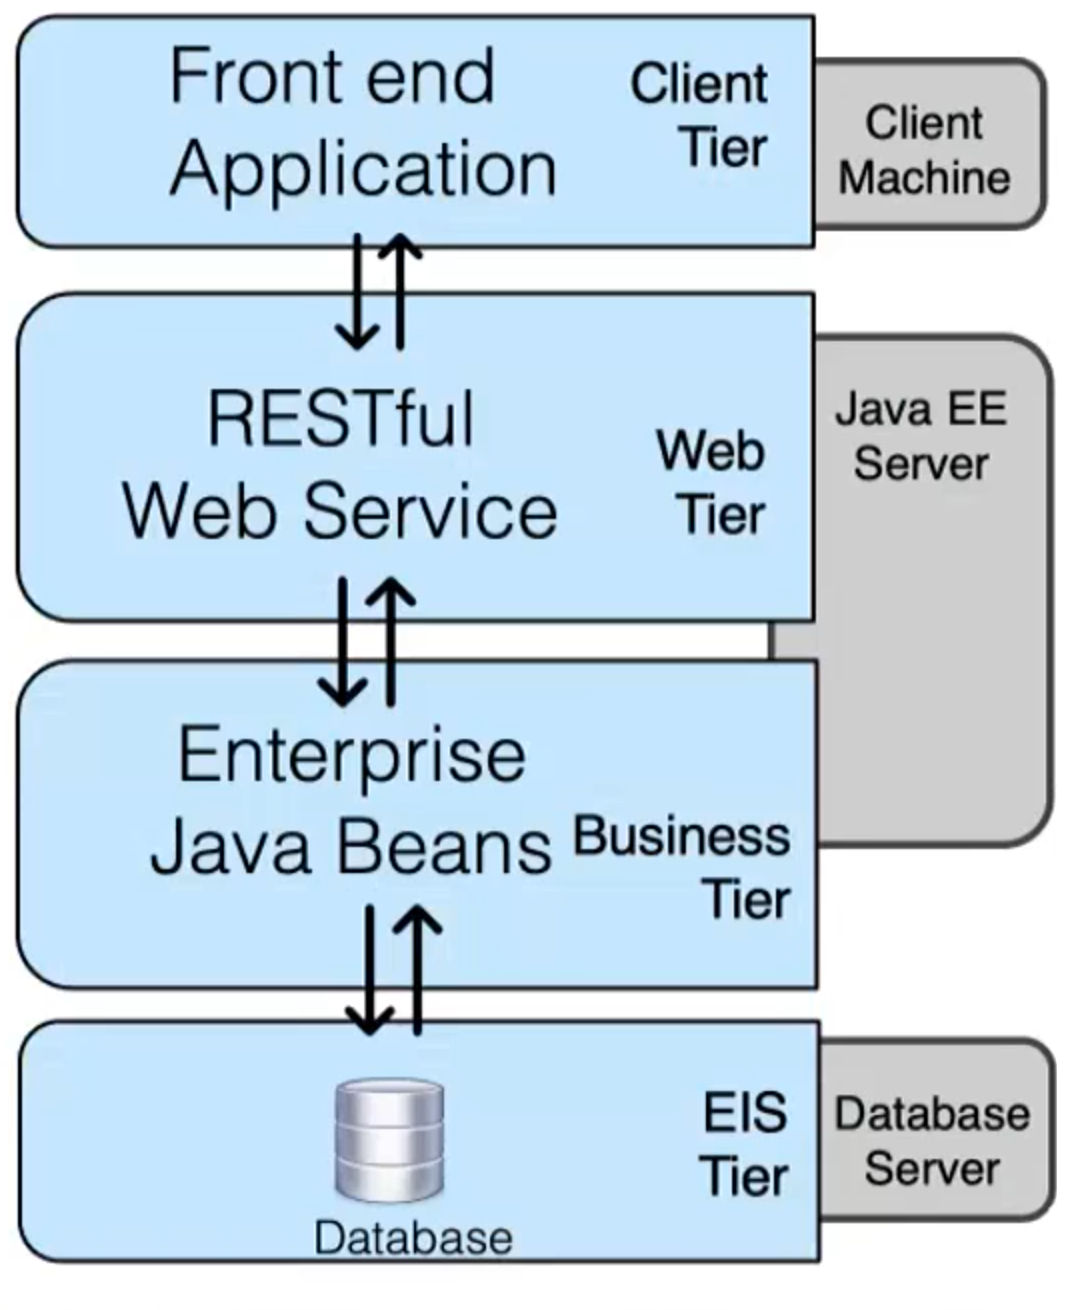 Front end
Application
Client
Tier
Client
Machine
RESTful
Web Service
Web
Tier
Java EE
Server
Enterprise
Java Beans
Business
Tier
Database
EIS
Tier
Database
Server